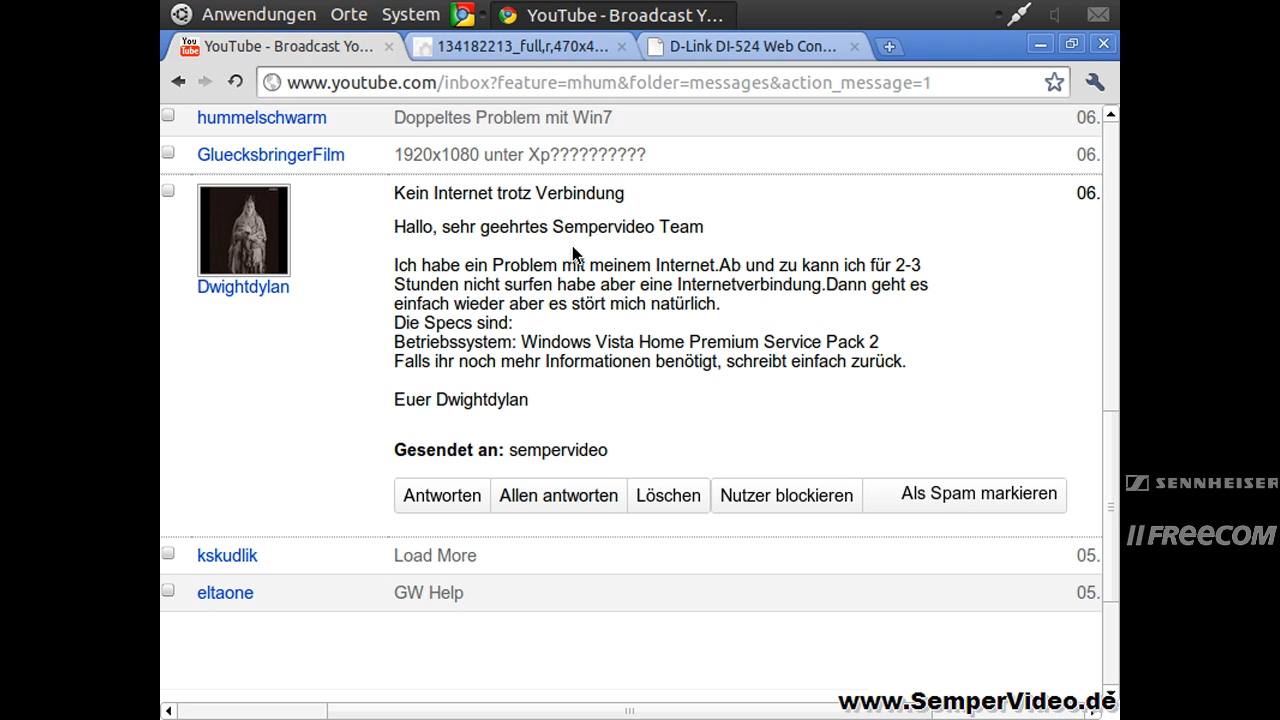 Anwendungen Orte System YouTube - Broadcast Y...
You Tube YouTube - Broadcast Yo... 134182213_full,r,470x4... D-Link DI-524 Web Con...
www.youtube.com/inbox?feature=mhum&folder=messages&action_message=1
hummelschwarm Doppeltes Problem mit Win7 06.
GluecksbringerFilm 1920x1080 unter Xp?????????? 06.
Kein Internet trotz Verbindung 06.
Hallo, sehr geehrtes Sempervideo Team
Ich habe ein Problem mit meinem Internet.Ab und zu kann ich für 2-3
Stunden nicht surfen habe aber eine Internetverbindung.Dann geht es
einfach wieder aber es stört mich natürlich.
Die Specs sind:
Betriebssystem: Windows Vista Home Premium Service Pack 2
Falls ihr noch mehr Informationen benötigt, schreibt einfach zurück.
Dwightdylan
Euer Dwightdylan
Gesendet an: sempervideo
Antworten Allen antworten Löschen Nutzer blockieren Als Spam markieren
SENNHEISER
FREECOM
kskudlik Load More 05.
eltaone GW Help 05.
www.SemperVideo.de